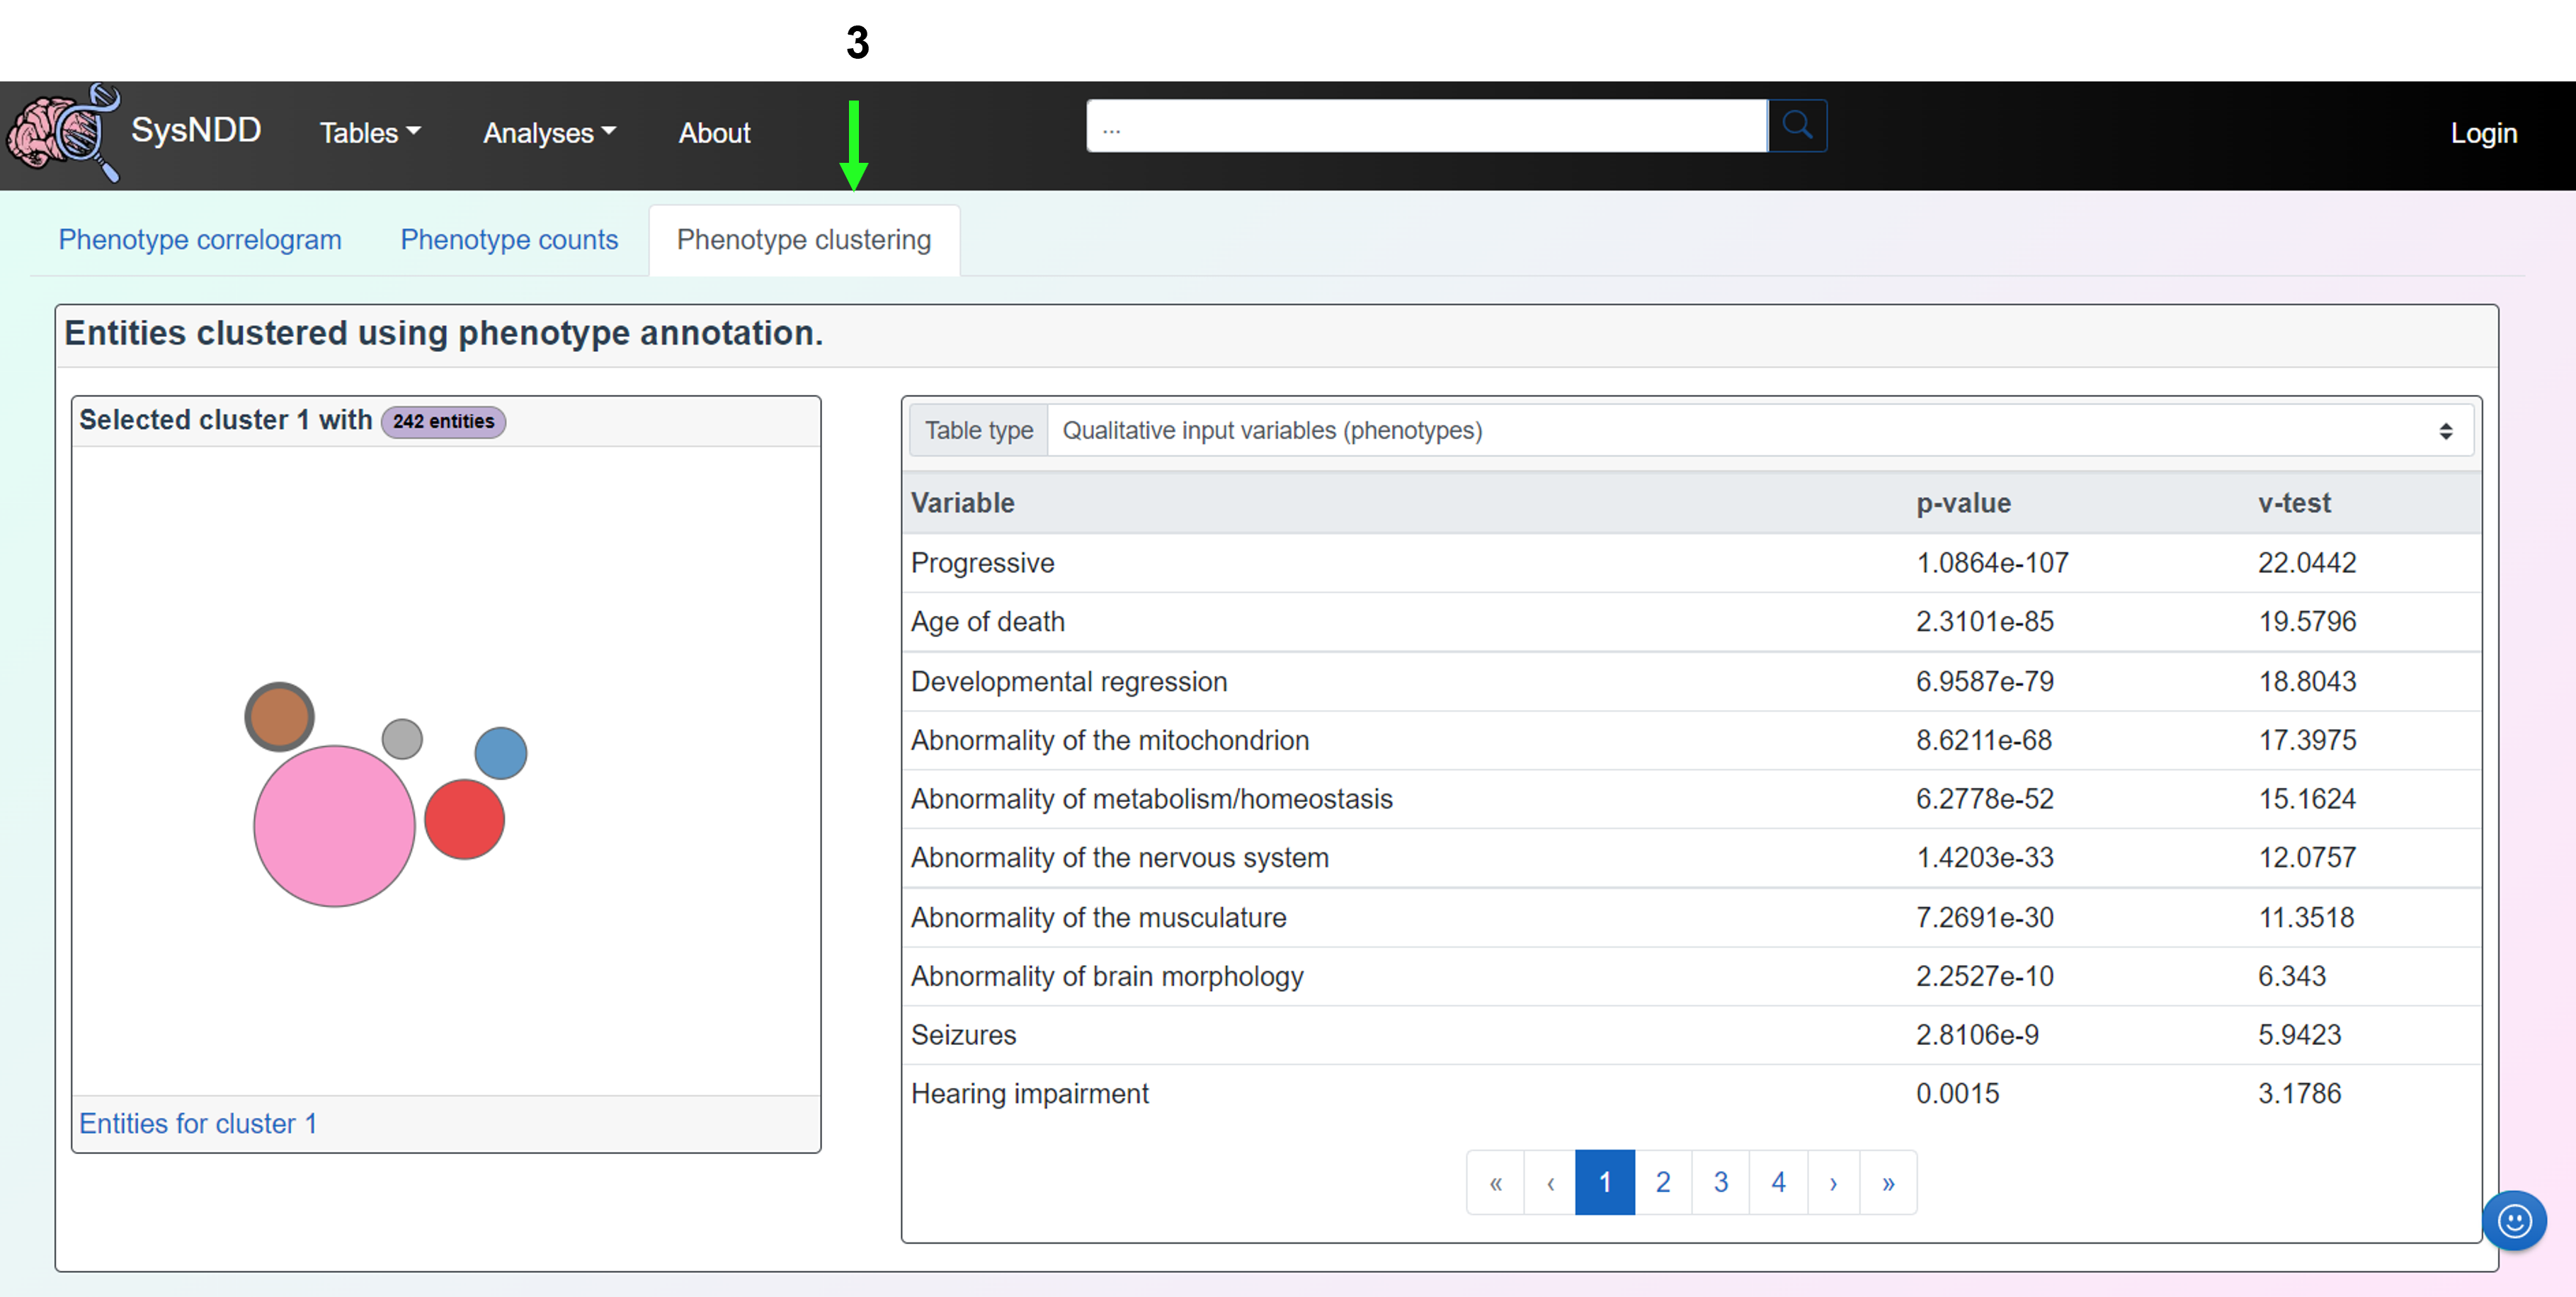 3
SysNDD Tables Analyses About ... Login
Phenotype correlogram Phenotype counts Phenotype clustering
Entities clustered using phenotype annotation.
Selected cluster 1 with 242 entities
Entities for cluster 1
Table type Qualitative input variables (phenotypes)
Variable p-value v-test
Progressive 1.0864e-107 22.0442
Age of death 2.3101e-85 19.5796
Developmental regression 6.9587e-79 18.8043
Abnormality of the mitochondrion 8.6211e-68 17.3975
Abnormality of metabolism/homeostasis 6.2778e-52 15.1624
Abnormality of the nervous system 1.4203e-33 12.0757
Abnormality of the musculature 7.2691e-30 11.3518
Abnormality of brain morphology 2.2527e-10 6.343
Seizures 2.8106e-9 5.9423
Hearing impairment 0.0015 3.1786
« ‹ 1 2 3 4 › »